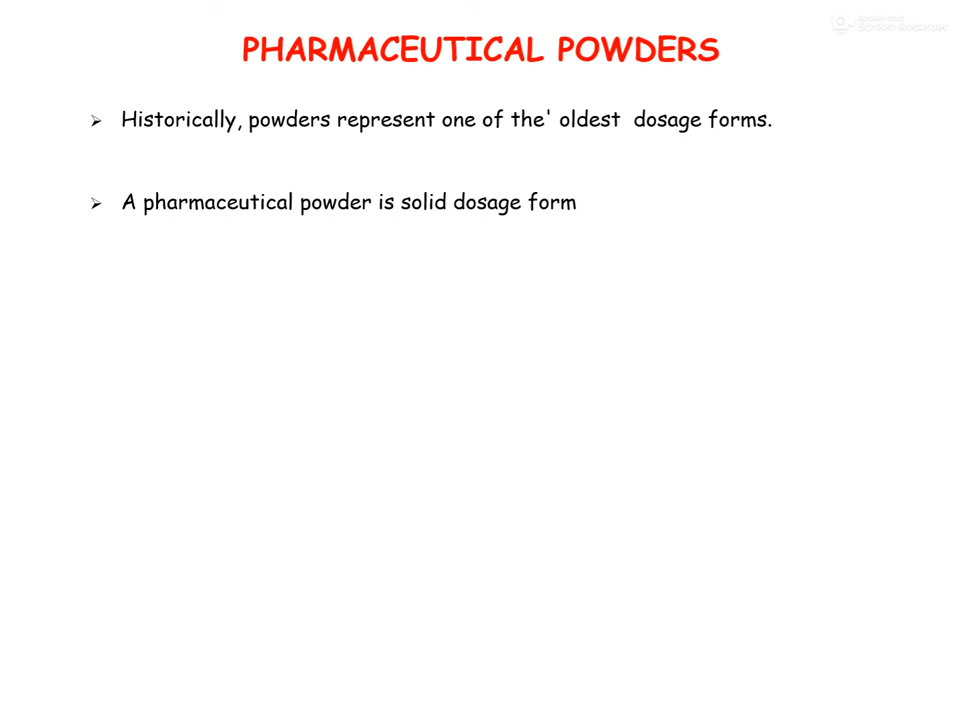 PHARMACEUTICAL POWDERS
Historically, powders represent one of the' oldest dosage forms.
A pharmaceutical powder is solid dosage form